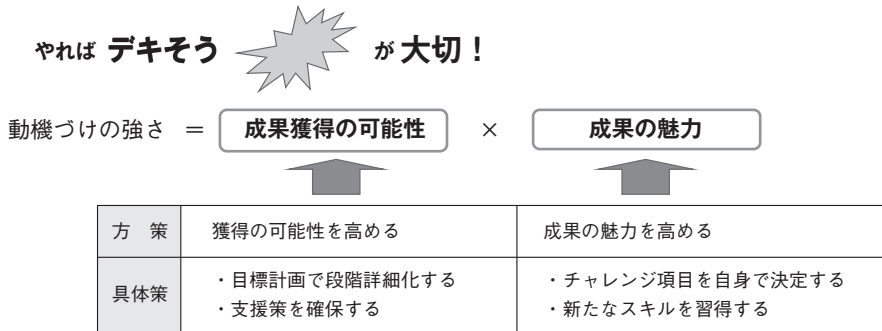 やれば デキそう が 大切！
動機づけの強さ ＝ 成果獲得の可能性 × 成果の魅力
方　策 獲得の可能性を高める 成果の魅力を高める
具体策 ・目標計画で段階詳細化する ・チャレンジ項目を自身で決定する
・支援策を確保する ・新たなスキルを習得する